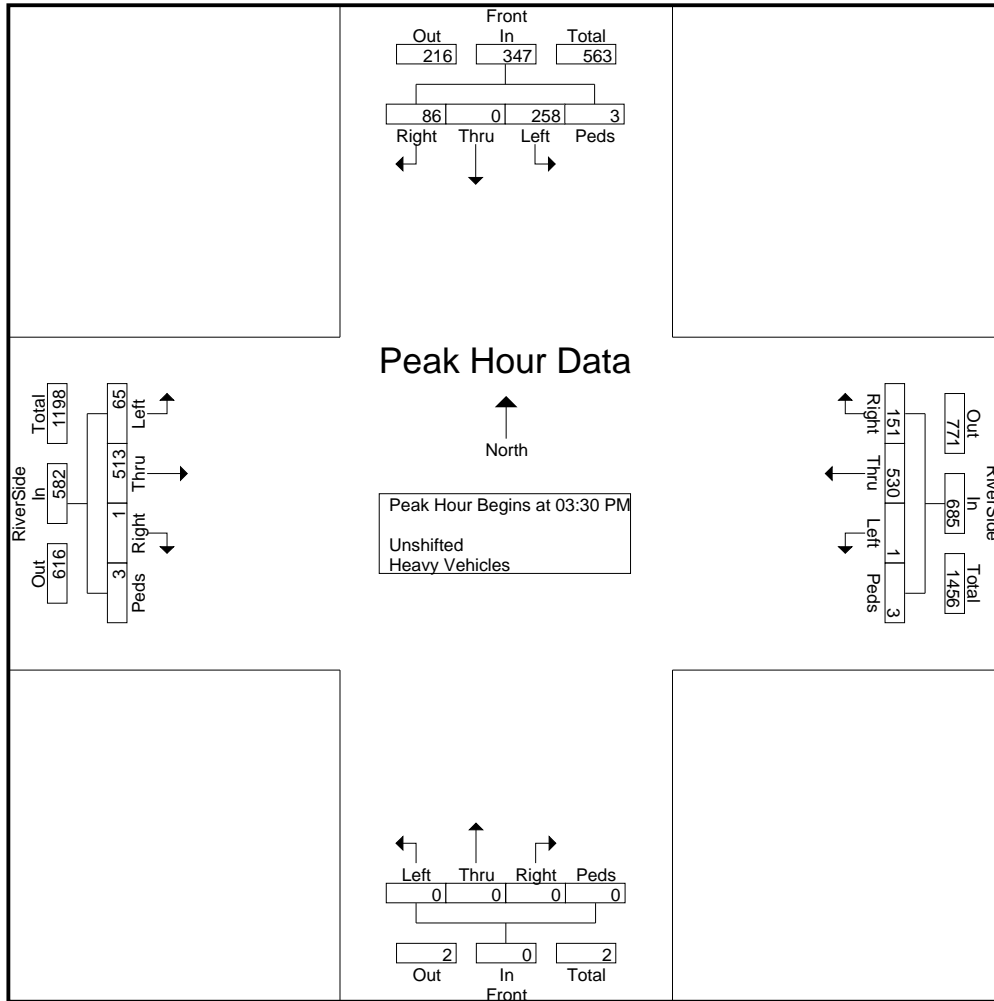 Front
Out In Total
216 347 563
86 0 258 3
Right Thru Left Peds
Peak Hour Data
North
Peak Hour Begins at 03:30 PM
Unshifted
Heavy Vehicles
RiverSide
Total In Out
1198 582 616
65 513 1 3
Left Thru Right Peds
RiverSide
Out In Total
771 685 1456
151 530 1 3
Right Thru Left Peds
Left Thru Right Peds
0 0 0 0
2 0 2
Out In Total
Front